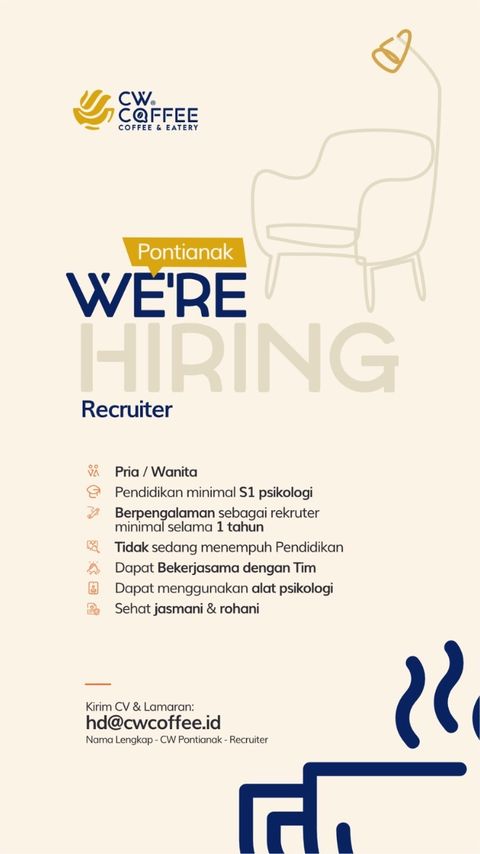 CW
COFFEE
COFFEE & EATERY
Pontianak
WE'RE
HIRING
Recruiter
Pria / Wanita
Pendidikan minimal S1 psikologi
Berpengalaman sebagai rekruter
minimal selama 1 tahun
Tidak sedang menempuh Pendidikan
Dapat Bekerjasama dengan Tim
Dapat menggunakan alat psikologi
Sehat jasmani & rohani
Kirim CV & Lamaran:
hd@cwcoffee.id
Nama Lengkap - CW Pontianak - Recruiter